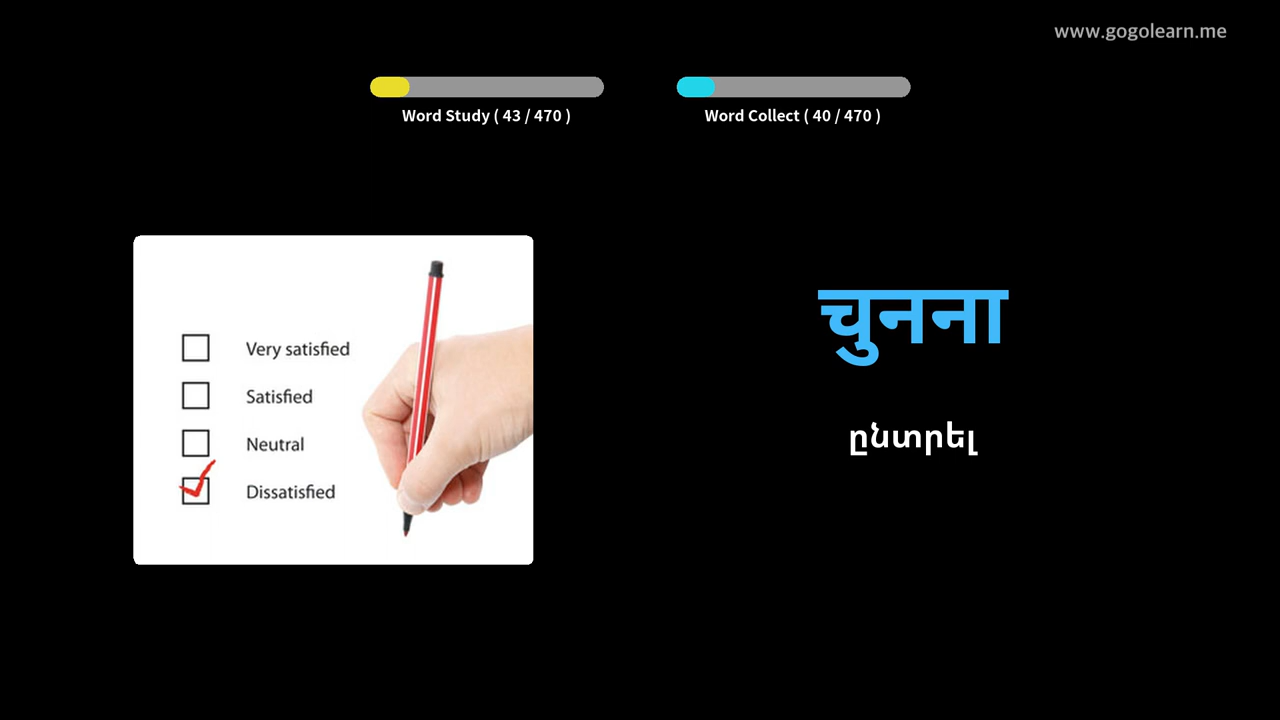 www.gogolearn.me
Word Study ( 43 / 470 )
Word Collect ( 40 / 470 )
Very satisfied
Satisfied
Neutral
Dissatisfied
चुनना
ընտրել